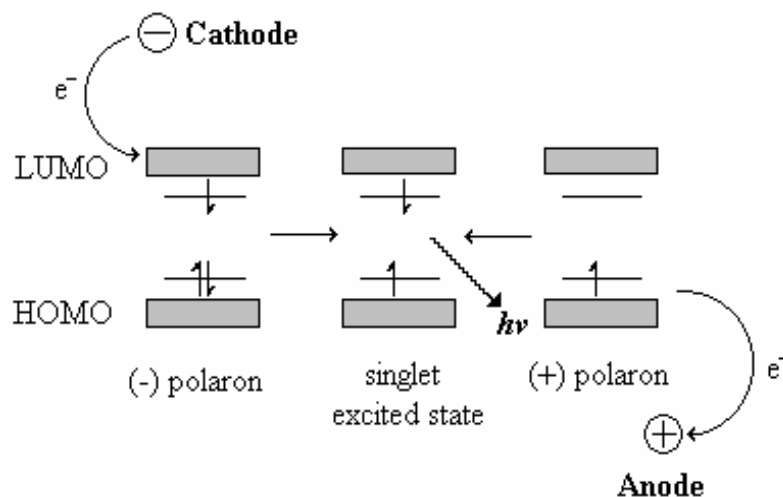 ⊖ Cathode
e⁻
LUMO
HOMO
hν
(-) polaron
singlet
excited state
(+) polaron
e⁻
⊕
Anode